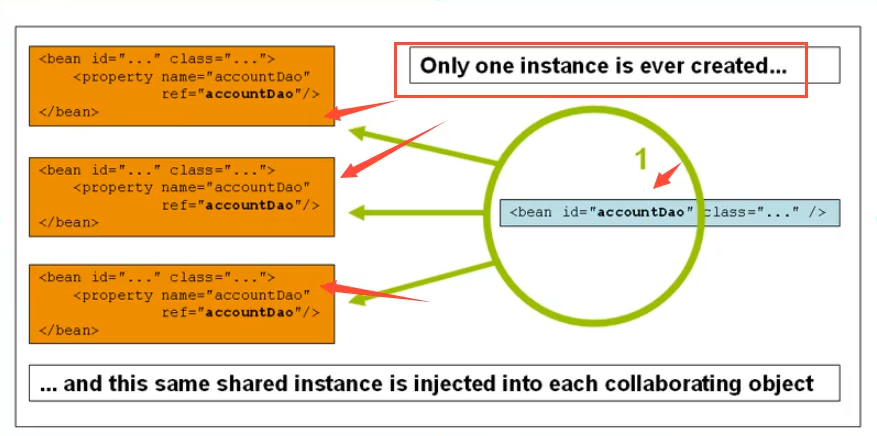 <bean id="..." class="...">
<property name="accountDao"
ref="accountDao"/>
</bean>
Only one instance is ever created...
<bean id="..." class="...">
<property name="accountDao"
ref="accountDao"/>
</bean>
1
<bean id="accountDao" class="..." />
<bean id="..." class="...">
<property name="accountDao"
ref="accountDao"/>
</bean>
... and this same shared instance is injected into each collaborating object